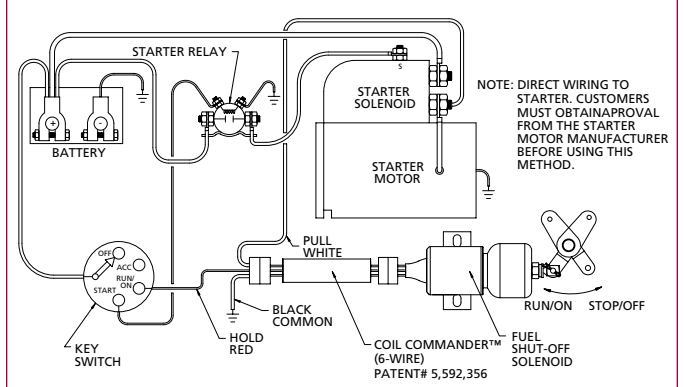 STARTER RELAY
S
STARTER
SOLENOID
NOTE: DIRECT WIRING TO
STARTER. CUSTOMERS
MUST OBTAINAPROVAL
FROM THE STARTER
MOTOR MANUFACTURER
BEFORE USING THIS
METHOD.
+
−
BATTERY
STARTER
MOTOR
OFF
ACC
RUN/
ON
START
PULL
WHITE
RUN/ON STOP/OFF
BLACK
COMMON
HOLD
RED
KEY
SWITCH
COIL COMMANDER™
(6-WIRE)
PATENT# 5,592,356
FUEL
SHUT-OFF
SOLENOID